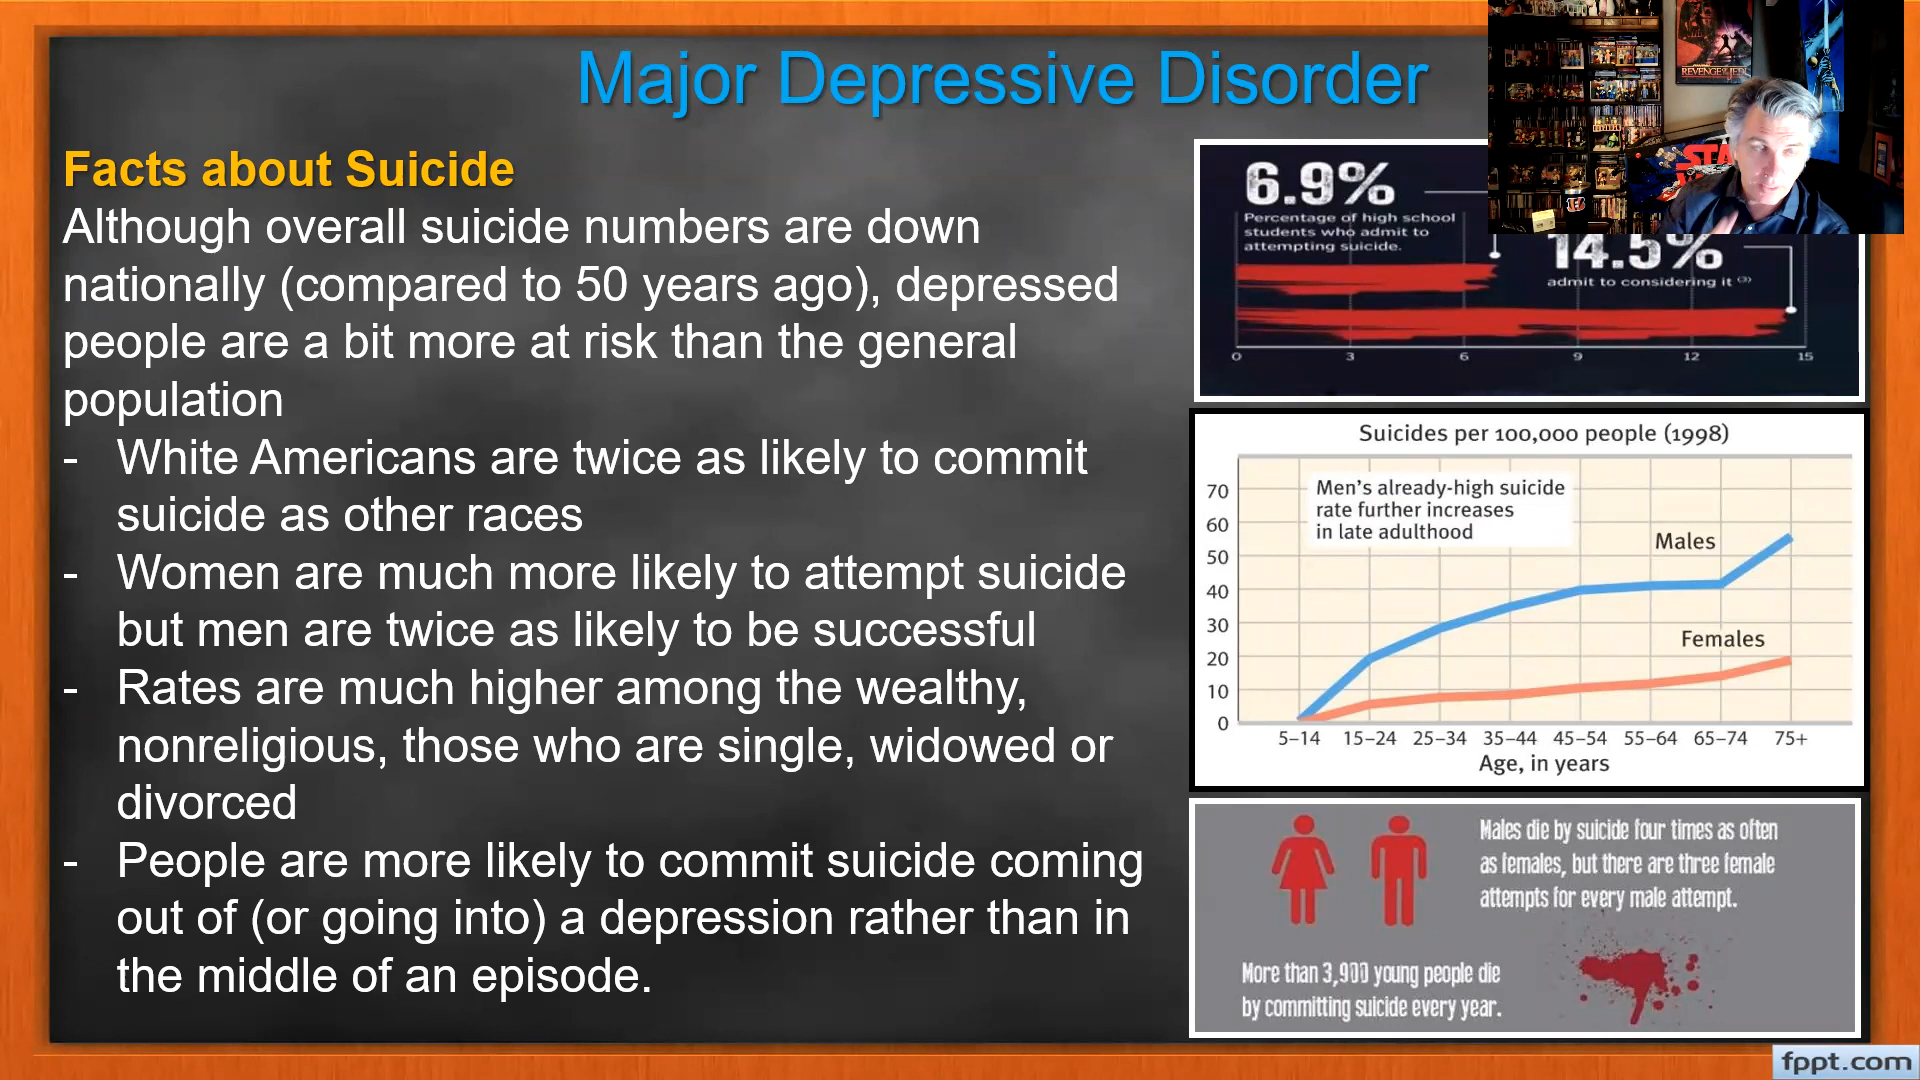 Major Depressive Disorder
Facts about Suicide
Although overall suicide numbers are down
nationally (compared to 50 years ago), depressed
people are a bit more at risk than the general
population
- White Americans are twice as likely to commit
suicide as other races
- Women are much more likely to attempt suicide
but men are twice as likely to be successful
- Rates are much higher among the wealthy,
nonreligious, those who are single, widowed or
divorced
- People are more likely to commit suicide coming
out of (or going into) a depression rather than in
the middle of an episode.
REVENGE OF THE JEDI
STA
6.9%
Percentage of high school
students who admit to
attempting suicide.
14.5%
admit to considering it (3)
0 3 6 9 12 15
Suicides per 100,000 people (1998)
Men's already-high suicide
rate further increases
in late adulthood
Males
Females
70
60
50
40
30
20
10
0
5–14 15–24 25–34 35–44 45–54 55–64 65–74 75+
Age, in years
Males die by suicide four times as often
as females, but there are three female
attempts for every male attempt.
More than 3,900 young people die
by committing suicide every year.
fppt.com